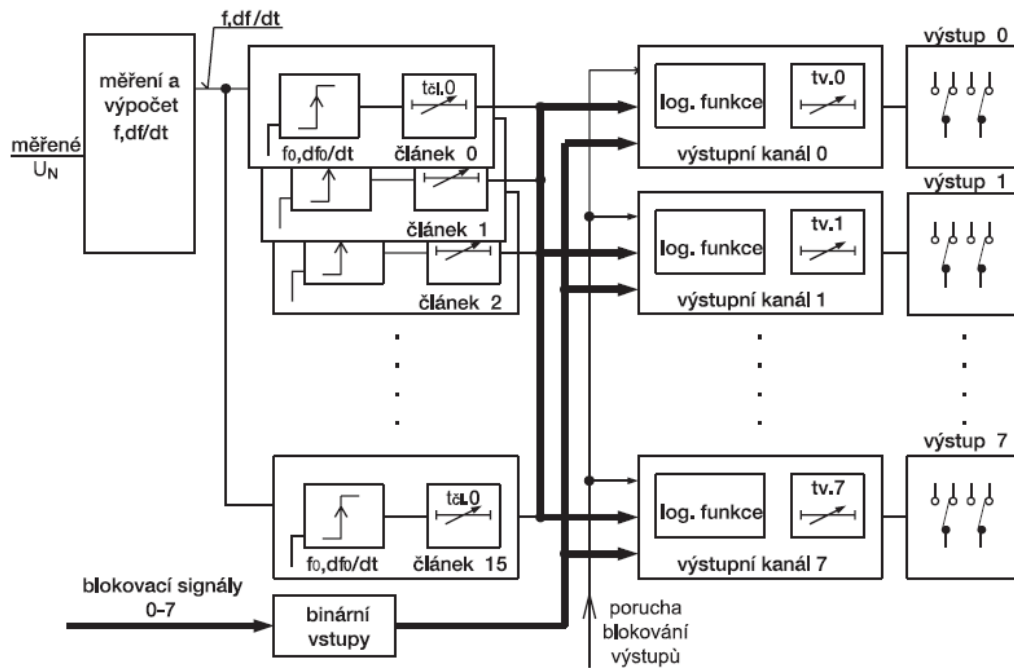 f,df/dt
měření a
výpočet
f,df/dt
měřené
UN
tčl.0
f0,df0/dt
článek 0
článek 1
článek 2
tčl.0
f0,df0/dt
článek 15
blokovací signály
0-7
binární
vstupy
log. funkce
tv.0
výstupní kanál 0
výstup 0
log. funkce
tv.1
výstupní kanál 1
výstup 1
log. funkce
tv.7
výstupní kanál 7
výstup 7
porucha
blokování
výstupů